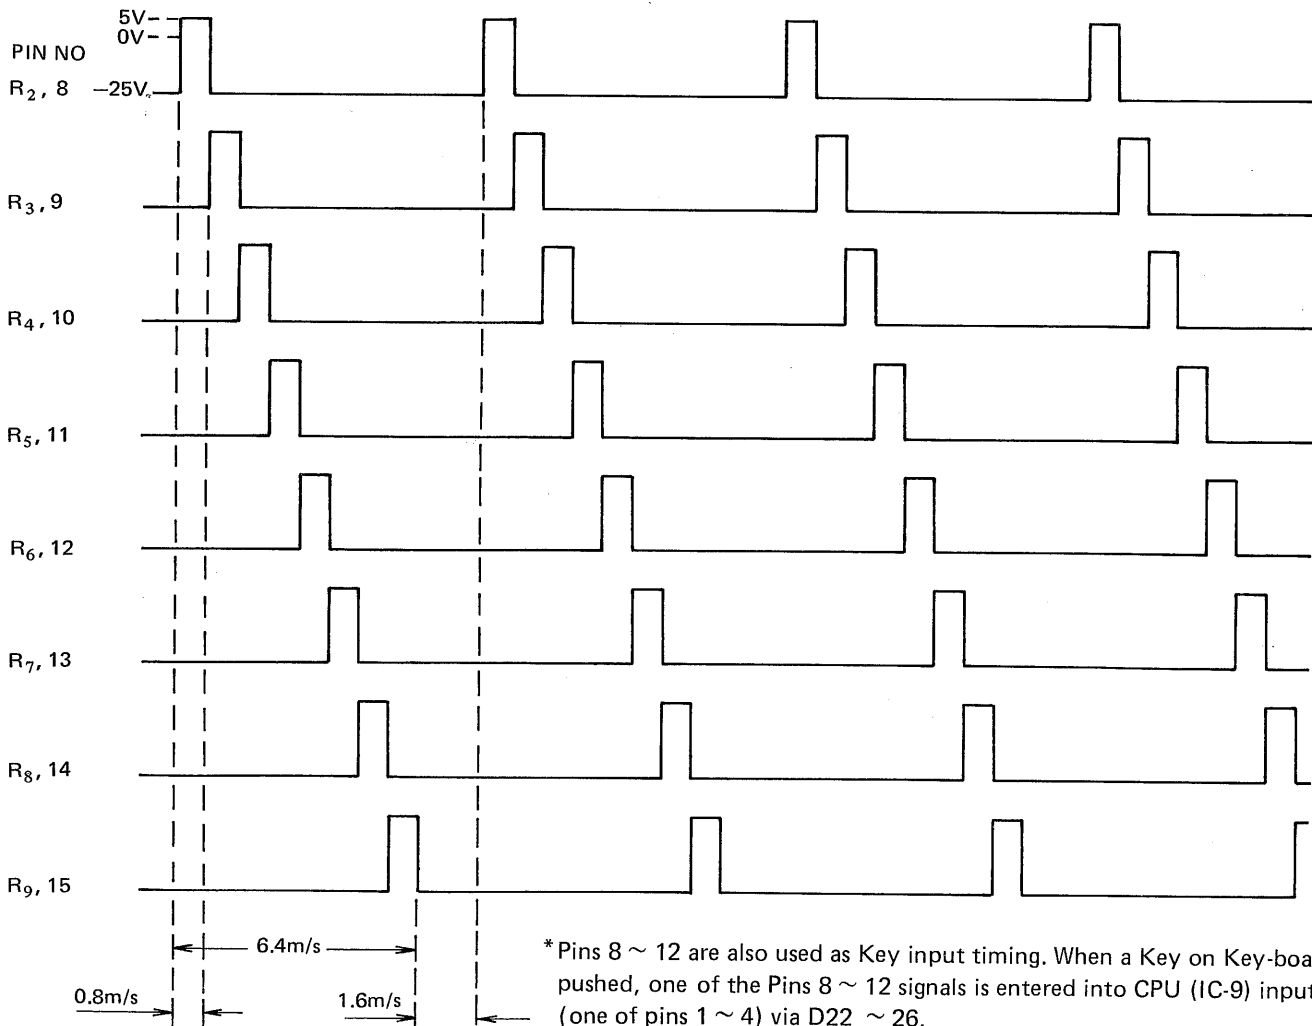 5V
0V
PIN NO
R2, 8 −25V
R3, 9
R4, 10
R5, 11
R6, 12
R7, 13
R8, 14
R9, 15
6.4m/s
0.8m/s
1.6m/s
*Pins 8 ~ 12 are also used as Key input timing. When a Key on Key-boa
pushed, one of the Pins 8 ~ 12 signals is entered into CPU (IC-9) input
(one of pins 1 ~ 4) via D22 ~ 26.